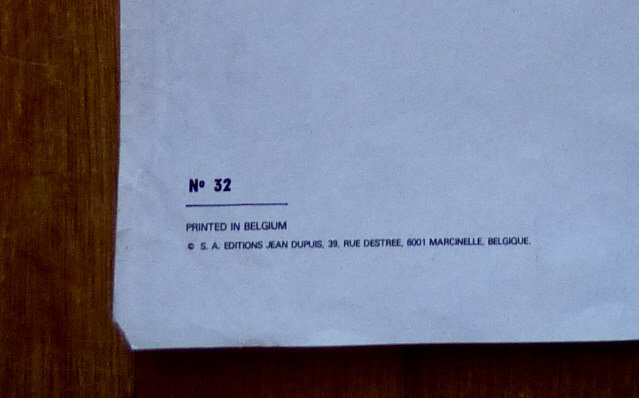 Nº 32
PRINTED IN BELGIUM
© S. A. EDITIONS JEAN DUPUIS, 39, RUE DESTREE, 6001 MARCINELLE, BELGIQUE.